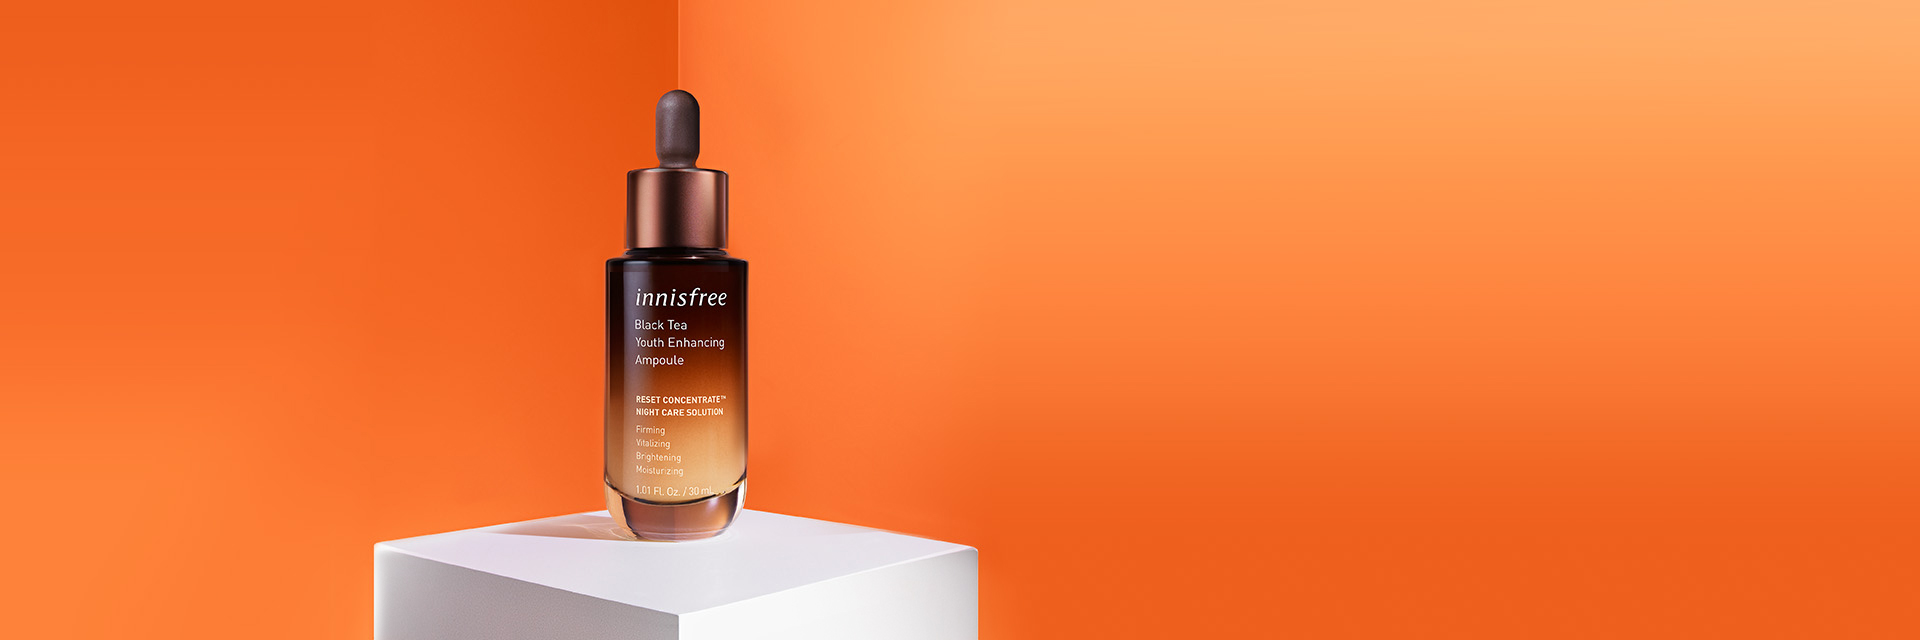 innisfree
Black Tea
Youth Enhancing
Ampoule
RESET CONCENTRATE™
NIGHT CARE SOLUTION
Firming
Vitalizing
Brightening
Moisturizing
1.01 FL. Oz. / 30 mL